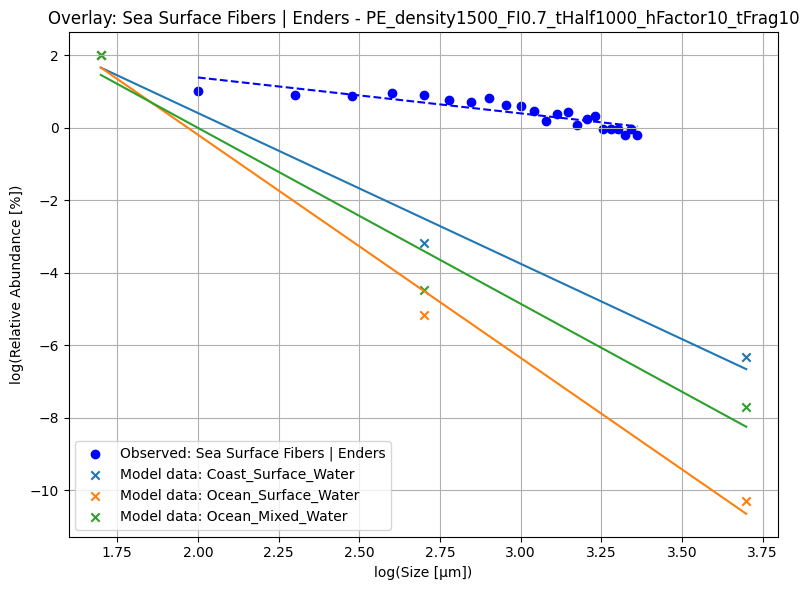 Overlay: Sea Surface Fibers | Enders - PE_density1500_FI0.7_tHalf1000_hFactor10_tFrag10
log(Relative Abundance [%])
2
0
−2
−4
−6
−8
−10
Observed: Sea Surface Fibers | Enders
Model data: Coast_Surface_Water
Model data: Ocean_Surface_Water
Model data: Ocean_Mixed_Water
1.75 2.00 2.25 2.50 2.75 3.00 3.25 3.50 3.75
log(Size [μm])